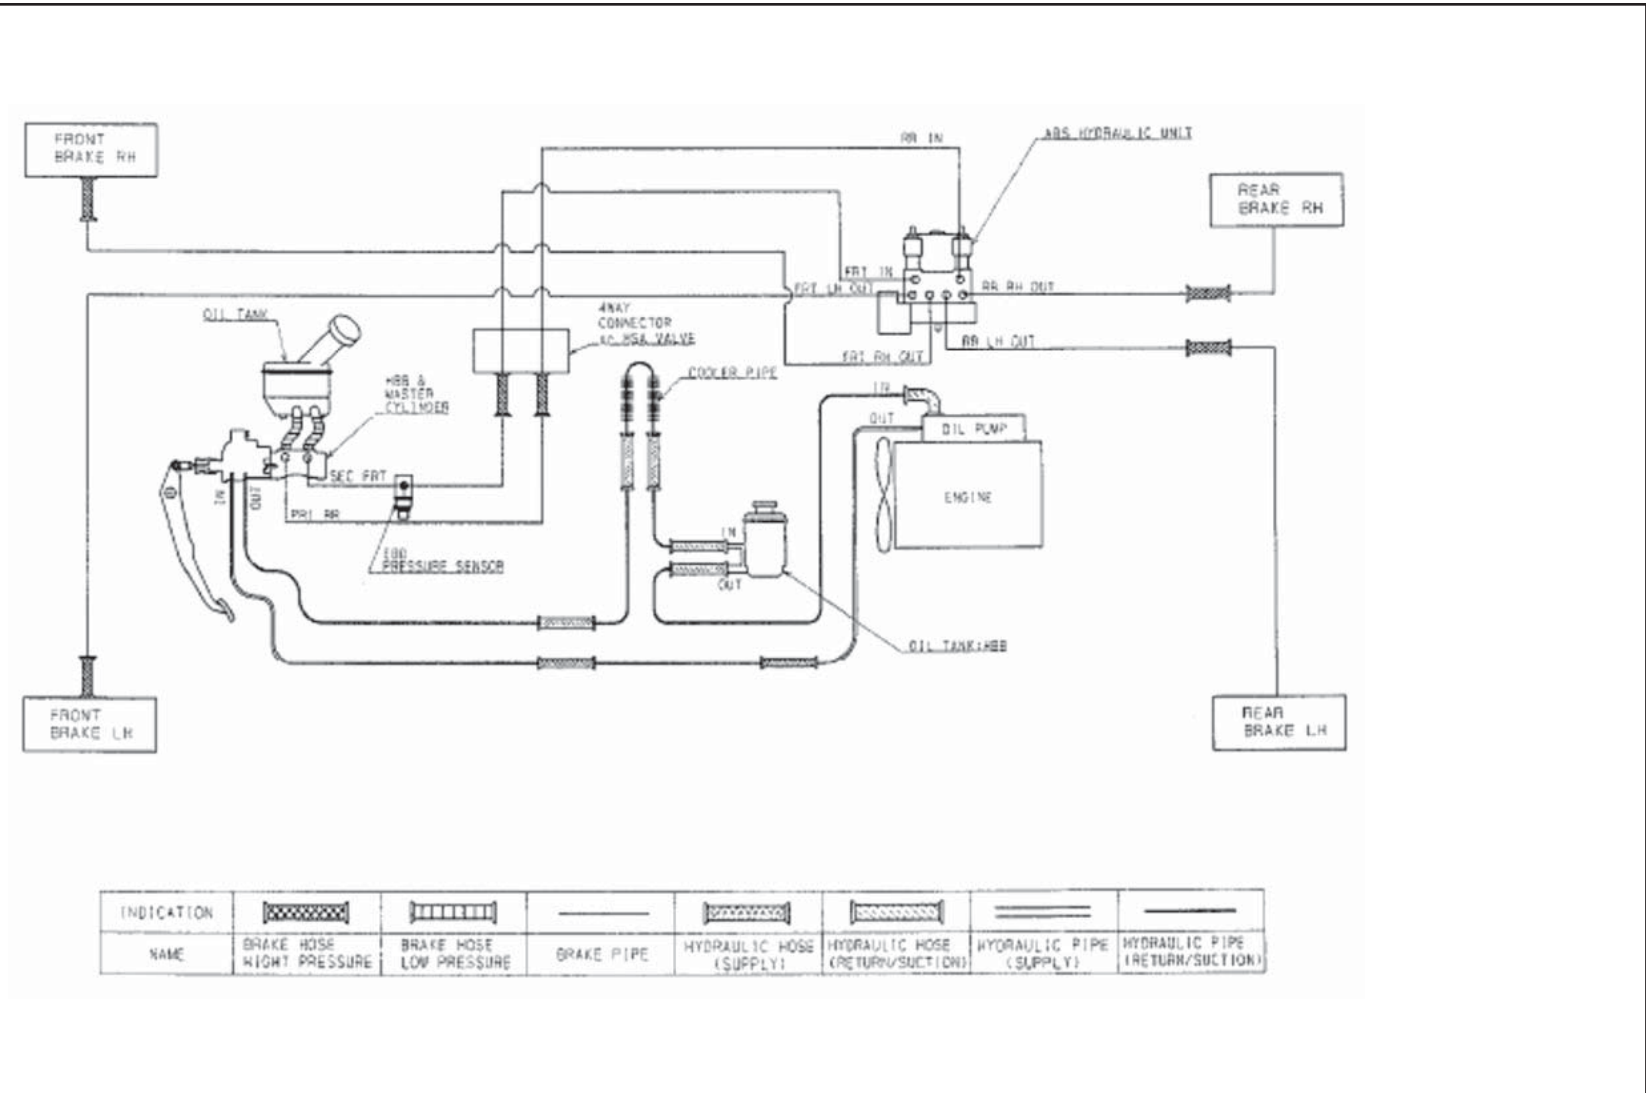 FRONT
BRAKE RH
RR IN
ABS HYDRAULIC UNIT
REAR
BRAKE RH
FRT IN
FRT LH OUT
RR RH OUT
OIL TANK
4WAY
CONNECTOR
or HSA VALVE
RR LH OUT
FRT RH OUT
HBB &
MASTER
CYLINDER
COOLER PIPE
IN
OUT
OIL PUMP
SEC FRT
IN
OUT
ENGINE
PRI RR
IN
PRESSURE SENSOR
OUT
OIL TANK:HBB
FRONT
BRAKE LH
REAR
BRAKE LH
INDICATION
NAME
BRAKE HOSE
HIGHT PRESSURE
BRAKE HOSE
LOW PRESSURE
BRAKE PIPE
HYDRAULIC HOSE
(SUPPLY)
HYDRAULIC HOSE
(RETURN/SUCTION)
HYDRAULIC PIPE
(SUPPLY)
HYDRAULIC PIPE
(RETURN/SUCTION)